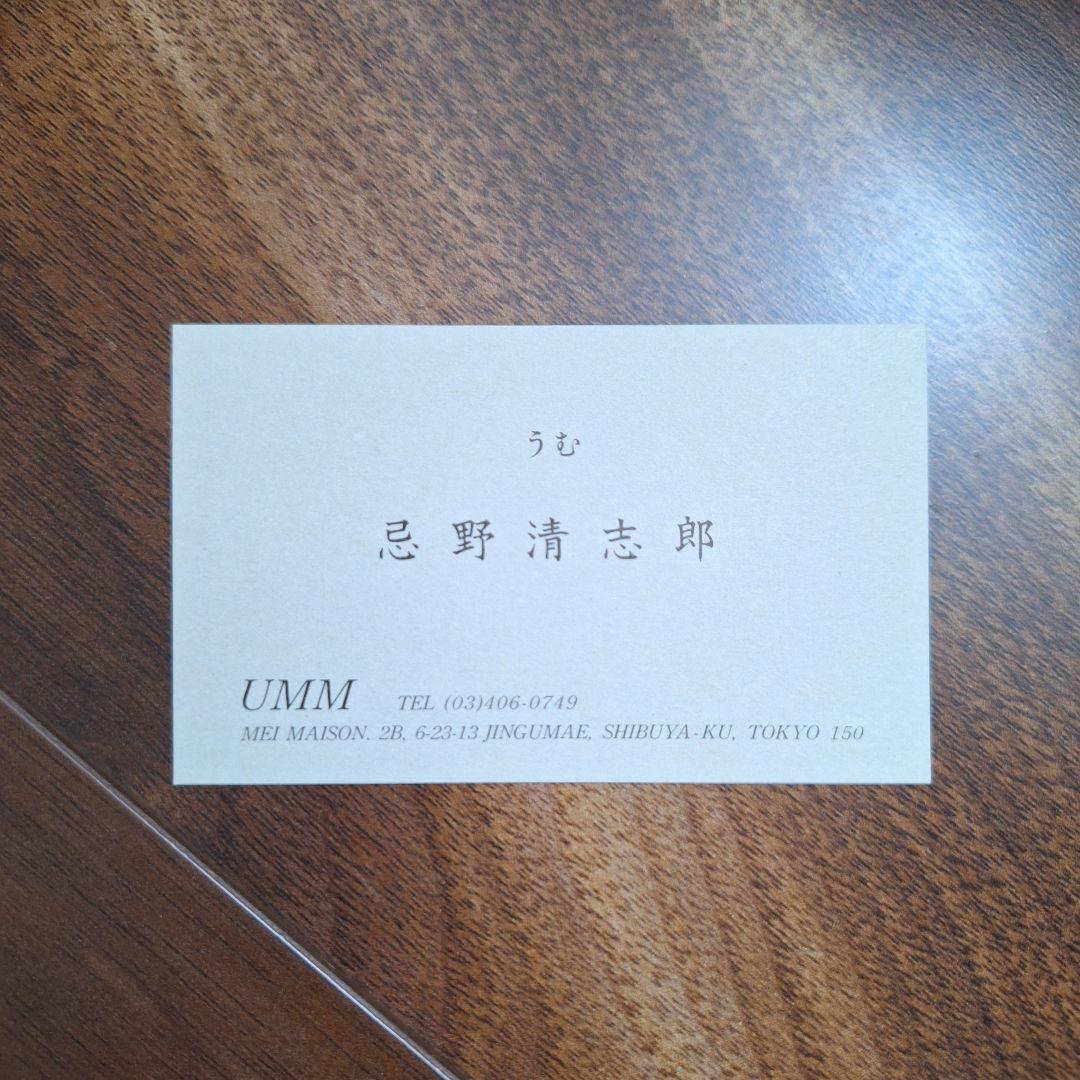 うむ
忌野清志郎
UMM TEL (03)406-0749
MEI MAISON. 2B, 6-23-13 JINGUMAE, SHIBUYA-KU, TOKYO 150